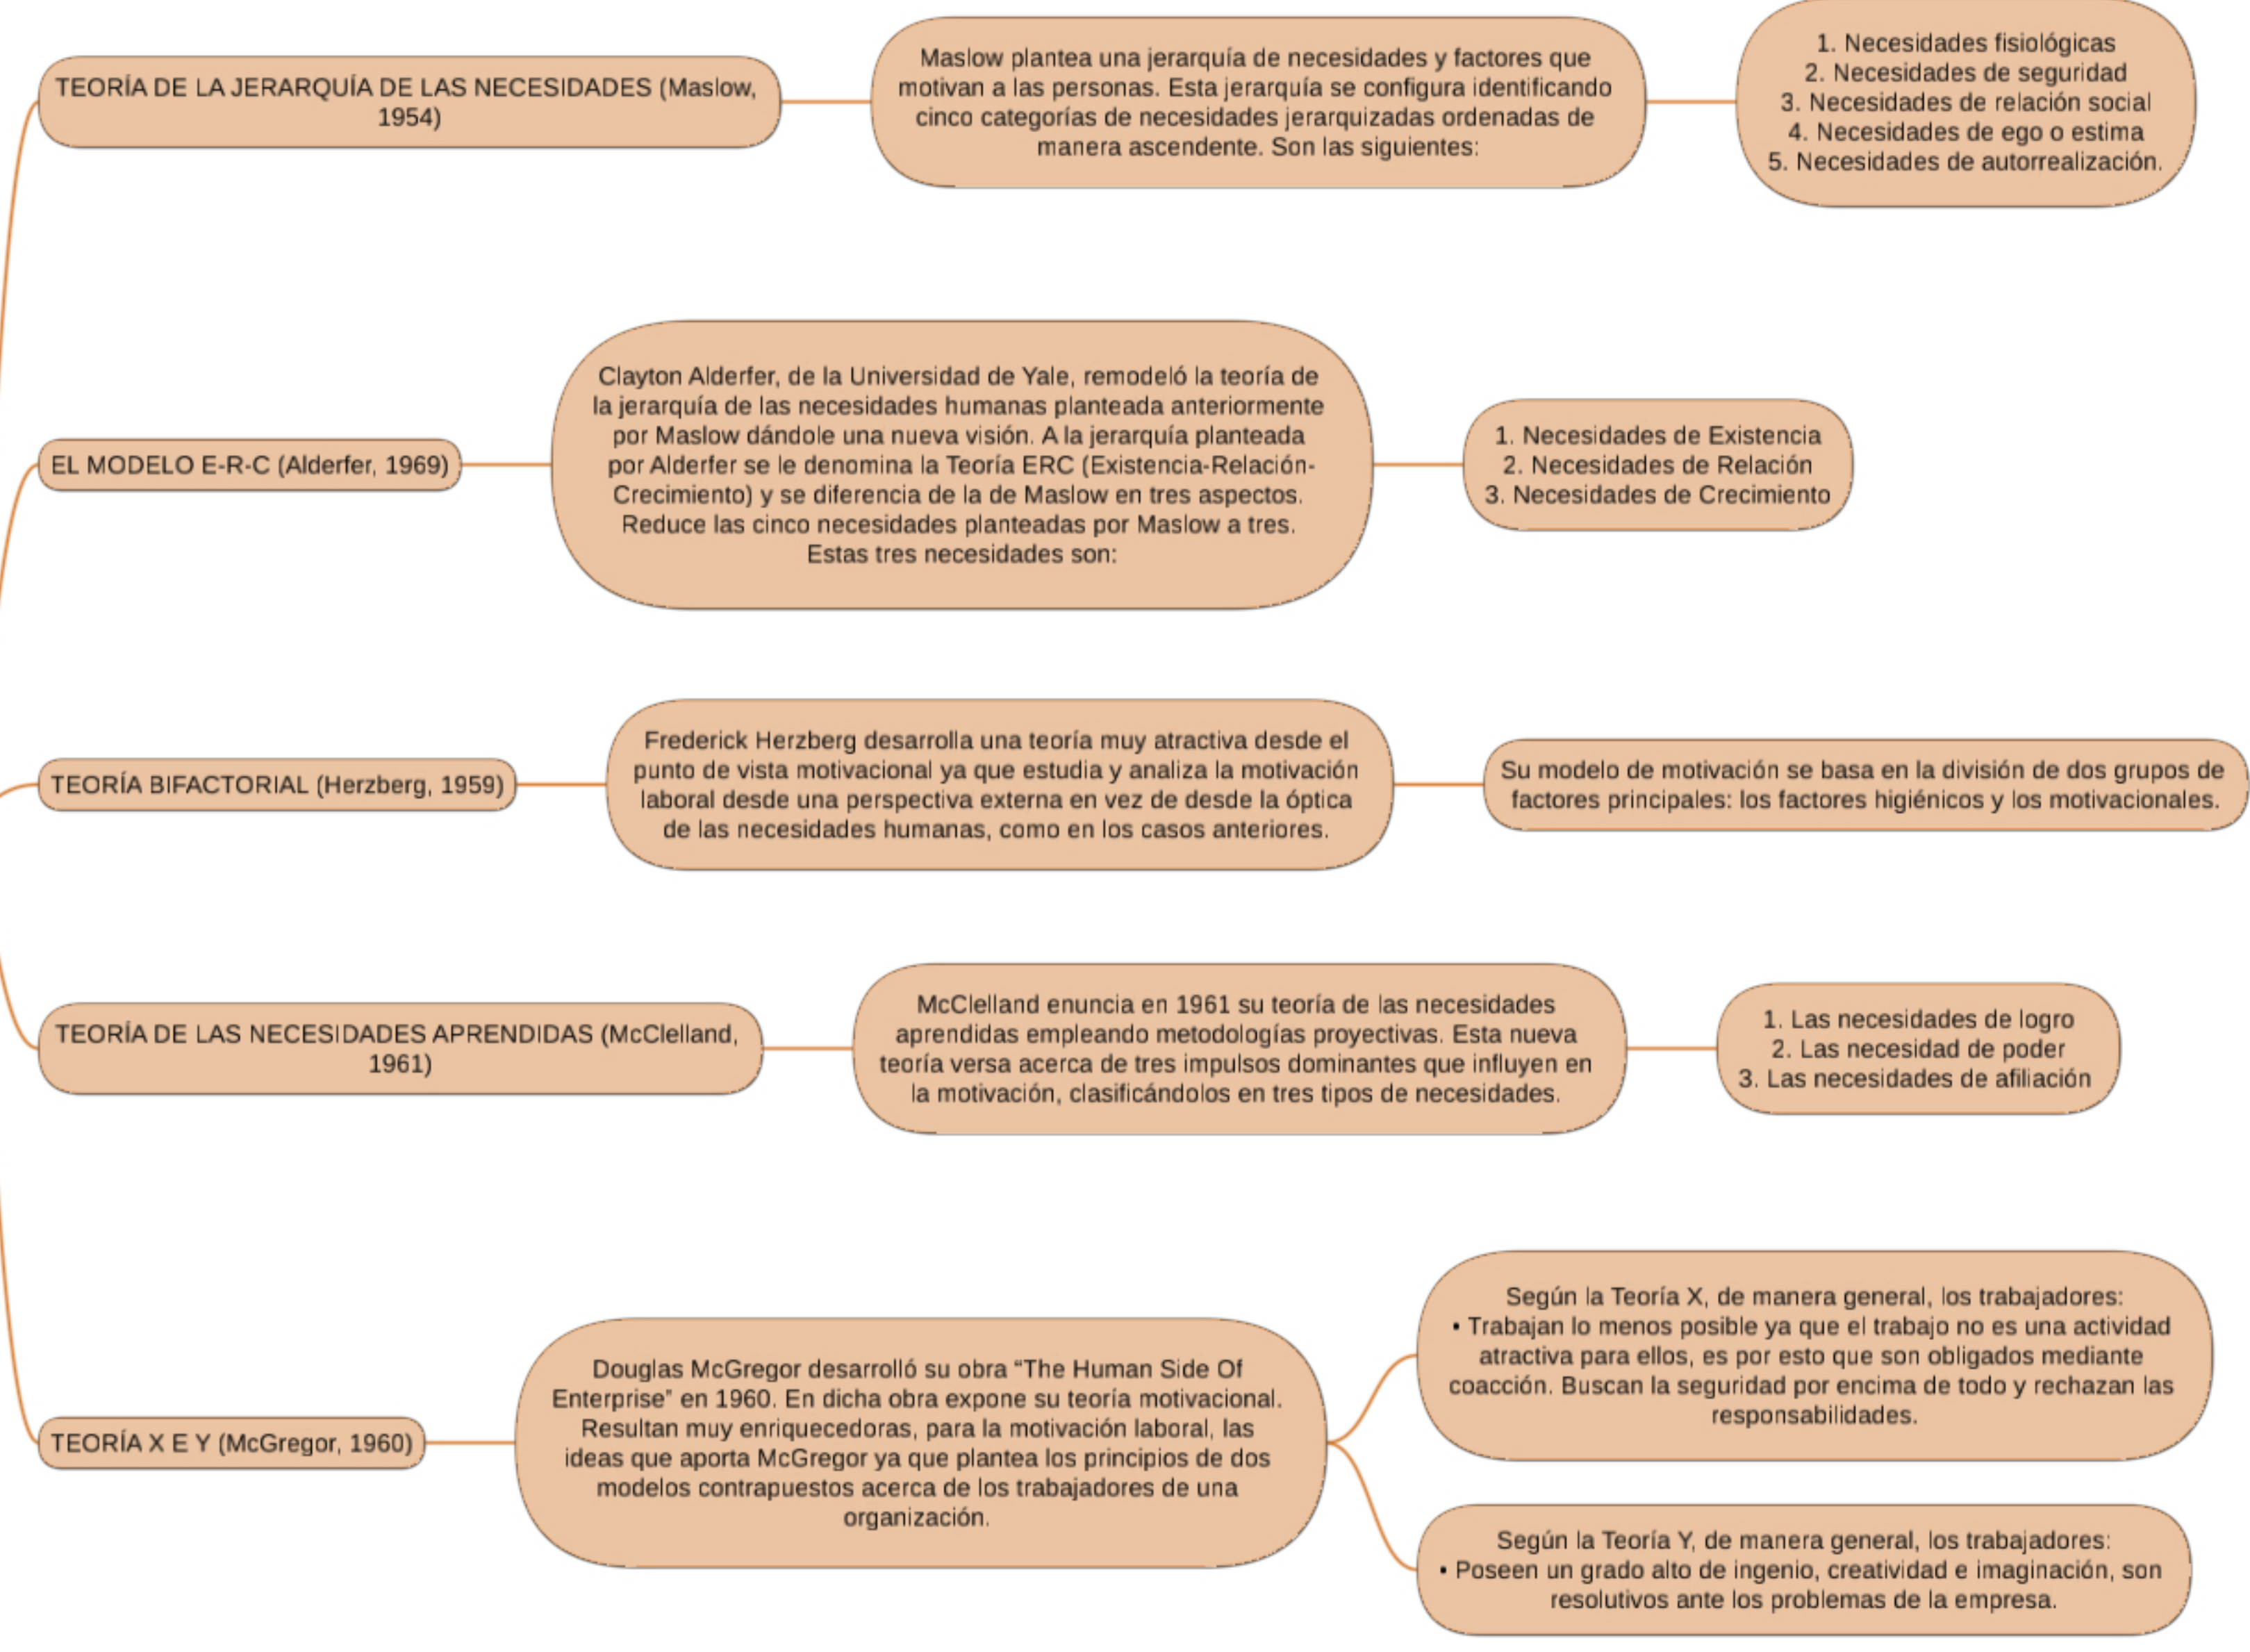 TEORÍA DE LA JERARQUÍA DE LAS NECESIDADES (Maslow,
1954)
Maslow plantea una jerarquía de necesidades y factores que
motivan a las personas. Esta jerarquía se configura identificando
cinco categorías de necesidades jerarquizadas ordenadas de
manera ascendente. Son las siguientes:
1. Necesidades fisiológicas
2. Necesidades de seguridad
3. Necesidades de relación social
4. Necesidades de ego o estima
5. Necesidades de autorrealización.
EL MODELO E-R-C (Alderfer, 1969)
Clayton Alderfer, de la Universidad de Yale, remodeló la teoría de
la jerarquía de las necesidades humanas planteada anteriormente
por Maslow dándole una nueva visión. A la jerarquía planteada
por Alderfer se le denomina la Teoría ERC (Existencia-Relación-
Crecimiento) y se diferencia de la de Maslow en tres aspectos.
Reduce las cinco necesidades planteadas por Maslow a tres.
Estas tres necesidades son:
1. Necesidades de Existencia
2. Necesidades de Relación
3. Necesidades de Crecimiento
TEORÍA BIFACTORIAL (Herzberg, 1959)
Frederick Herzberg desarrolla una teoría muy atractiva desde el
punto de vista motivacional ya que estudia y analiza la motivación
laboral desde una perspectiva externa en vez de desde la óptica
de las necesidades humanas, como en los casos anteriores.
Su modelo de motivación se basa en la división de dos grupos de
factores principales: los factores higiénicos y los motivacionales.
TEORÍA DE LAS NECESIDADES APRENDIDAS (McClelland,
1961)
McClelland enuncia en 1961 su teoría de las necesidades
aprendidas empleando metodologías proyectivas. Esta nueva
teoría versa acerca de tres impulsos dominantes que influyen en
la motivación, clasificándolos en tres tipos de necesidades.
1. Las necesidades de logro
2. Las necesidad de poder
3. Las necesidades de afiliación
TEORÍA X E Y (McGregor, 1960)
Douglas McGregor desarrolló su obra “The Human Side Of
Enterprise” en 1960. En dicha obra expone su teoría motivacional.
Resultan muy enriquecedoras, para la motivación laboral, las
ideas que aporta McGregor ya que plantea los principios de dos
modelos contrapuestos acerca de los trabajadores de una
organización.
Según la Teoría X, de manera general, los trabajadores:
• Trabajan lo menos posible ya que el trabajo no es una actividad
atractiva para ellos, es por esto que son obligados mediante
coacción. Buscan la seguridad por encima de todo y rechazan las
responsabilidades.
Según la Teoría Y, de manera general, los trabajadores:
• Poseen un grado alto de ingenio, creatividad e imaginación, son
resolutivos ante los problemas de la empresa.